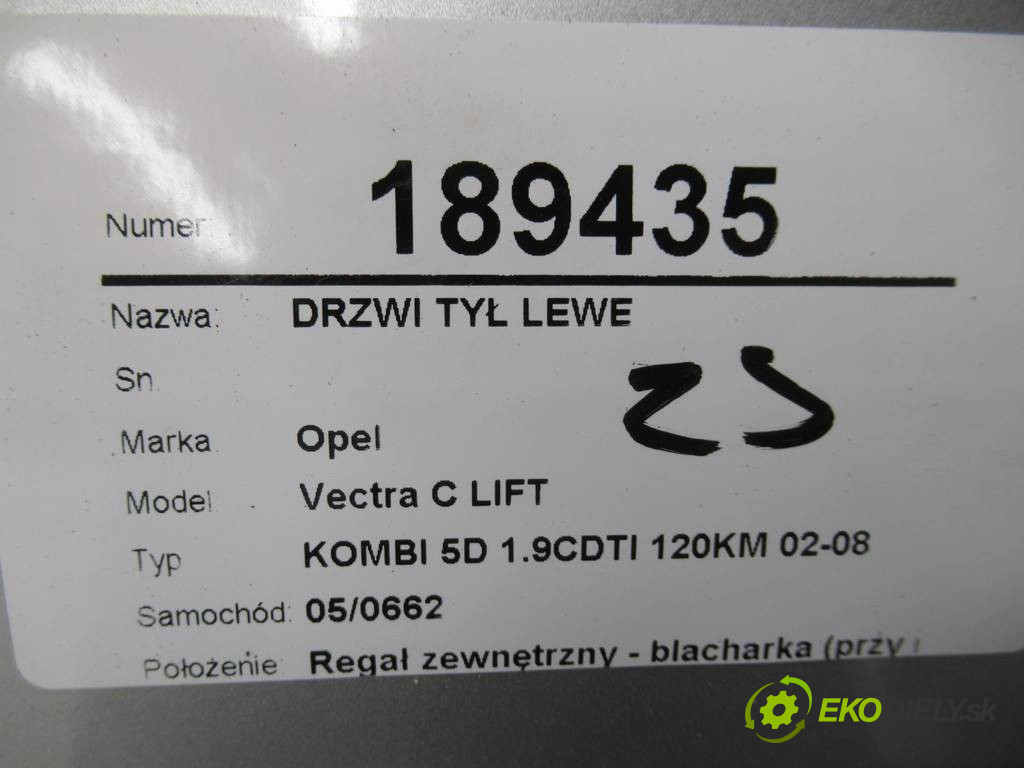 Numer: 189435
Nazwa: DRZWI TYŁ LEWE
Sn
Marka Opel
Model Vectra C LIFT
Typ KOMBI 5D 1.9CDTI 120KM 02-08
Samochód: 05/0662
Położenie Regał zewnętrzny - blacharka (przy
EKODIELY.sk